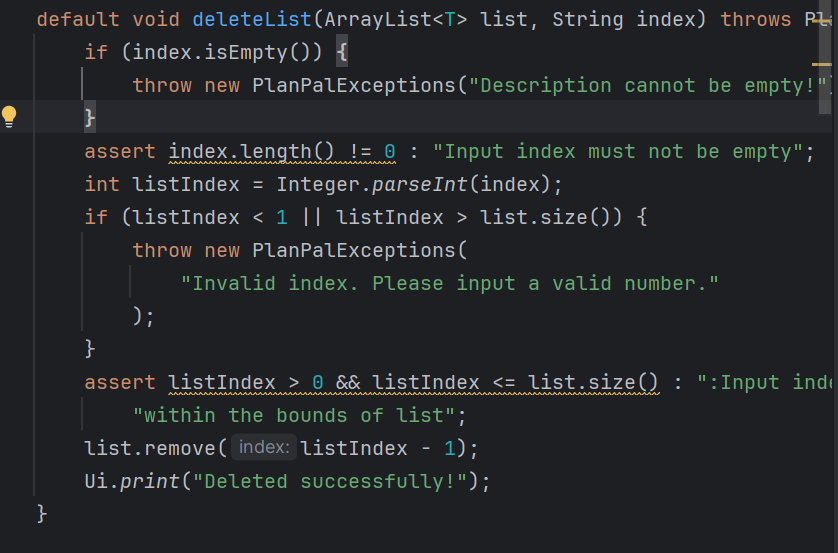 default void deleteList(ArrayList<T> list, String index) throws
if (index.isEmpty()) {
throw new PlanPalExceptions("Description cannot be empty!")
}
assert index.length() != 0 : "Input index must not be empty";
int listIndex = Integer.parseInt(index);
if (listIndex < 1 || listIndex > list.size()) {
throw new PlanPalExceptions(
"Invalid index. Please input a valid number."
);
}
assert listIndex > 0 && listIndex <= list.size() : ":Input
"within the bounds of list";
list.remove( index: listIndex - 1);
Ui.print("Deleted successfully!");
}